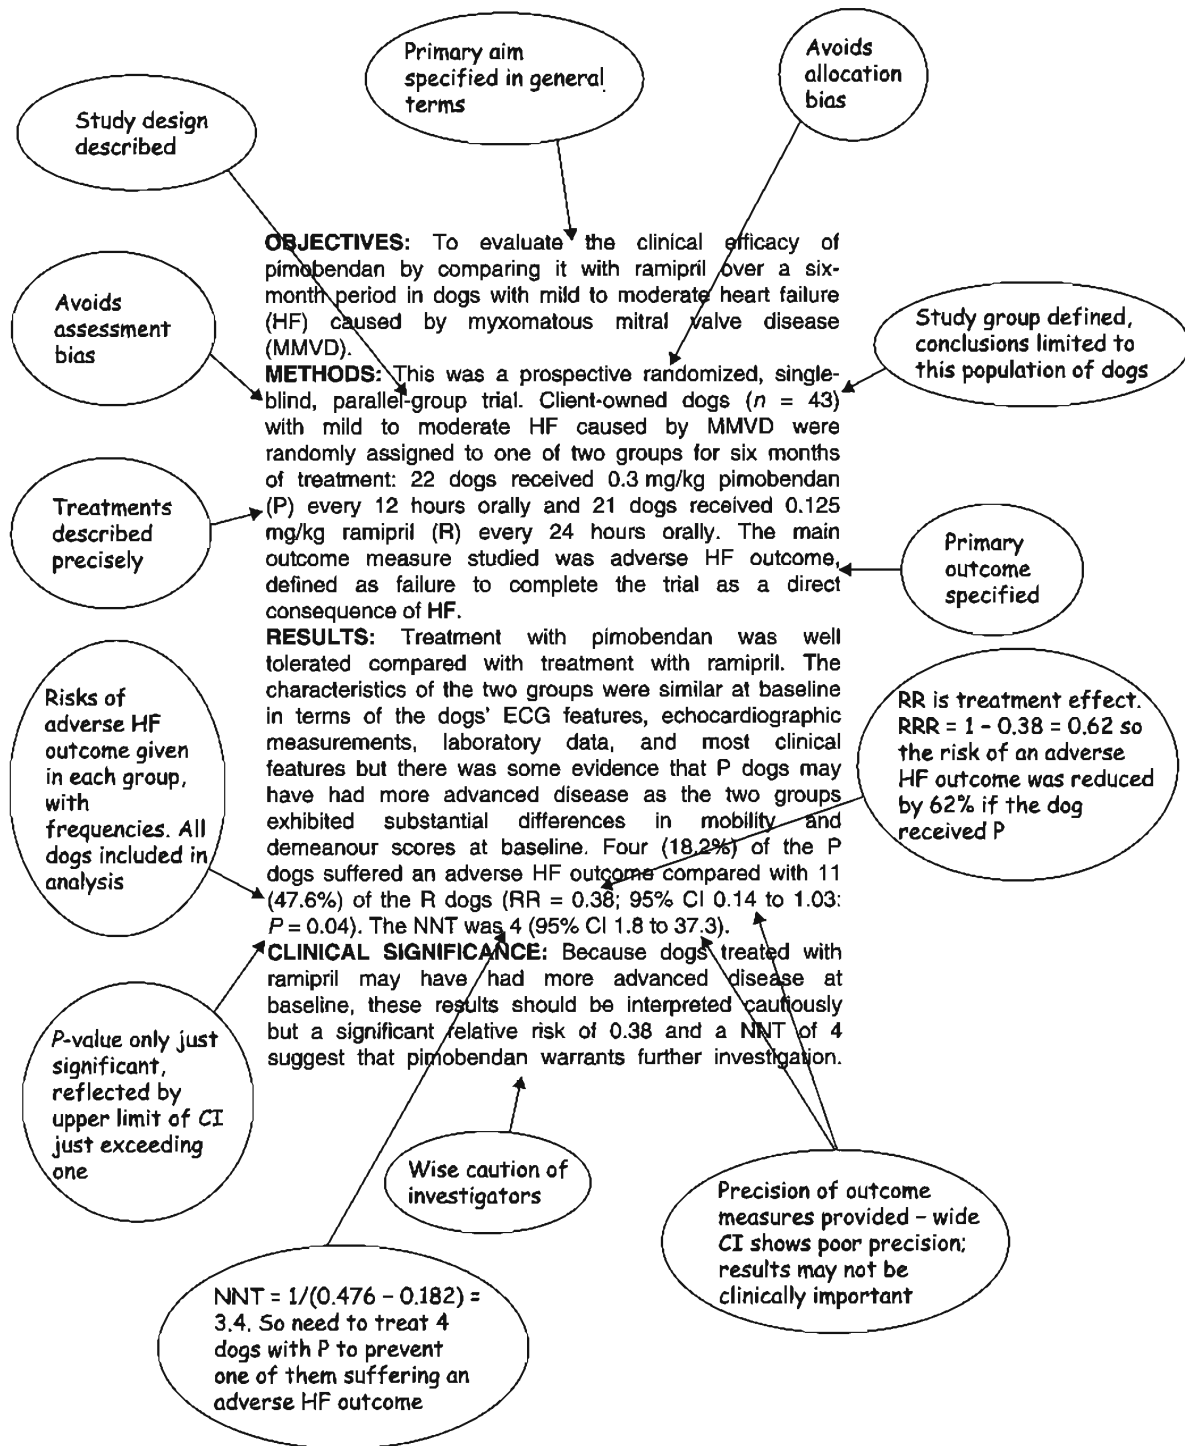 Primary aim
specified in general
terms
Avoids
allocation
bias
Study design
described
OBJECTIVES: To evaluate the clinical efficacy of
pimobendan by comparing it with ramipril over a six-
month period in dogs with mild to moderate heart failure
(HF) caused by myxomatous mitral valve disease
(MMVD).
METHODS: This was a prospective randomized, single-
blind, parallel-group trial. Client-owned dogs (n = 43)
with mild to moderate HF caused by MMVD were
randomly assigned to one of two groups for six months
of treatment: 22 dogs received 0.3 mg/kg pimobendan
(P) every 12 hours orally and 21 dogs received 0.125
mg/kg ramipril (R) every 24 hours orally. The main
outcome measure studied was adverse HF outcome,
defined as failure to complete the trial as a direct
consequence of HF.
RESULTS: Treatment with pimobendan was well
tolerated compared with treatment with ramipril. The
characteristics of the two groups were similar at baseline
in terms of the dogs' ECG features, echocardiographic
measurements, laboratory data, and most clinical
features but there was some evidence that P dogs may
have had more advanced disease as the two groups
exhibited substantial differences in mobility and
demeanour scores at baseline. Four (18.2%) of the P
dogs suffered an adverse HF outcome compared with 11
(47.6%) of the R dogs (RR = 0.38; 95% CI 0.14 to 1.03:
P = 0.04). The NNT was 4 (95% CI 1.8 to 37.3).
CLINICAL SIGNIFICANCE: Because dogs treated with
ramipril may have had more advanced disease at
baseline, these results should be interpreted cautiously
but a significant relative risk of 0.38 and a NNT of 4
suggest that pimobendan warrants further investigation.
Avoids
assessment
bias
Study group defined,
conclusions limited to
this population of dogs
Treatments
described
precisely
Primary
outcome
specified
Risks of
adverse HF
outcome given
in each group,
with
frequencies. All
dogs included in
analysis
RR is treatment effect.
RRR = 1 – 0.38 = 0.62 so
the risk of an adverse
HF outcome was reduced
by 62% if the dog
received P
P-value only just
significant,
reflected by
upper limit of CI
just exceeding
one
Wise caution of
investigators
Precision of outcome
measures provided – wide
CI shows poor precision;
results may not be
clinically important
NNT = 1/(0.476 – 0.182) =
3.4. So need to treat 4
dogs with P to prevent
one of them suffering an
adverse HF outcome